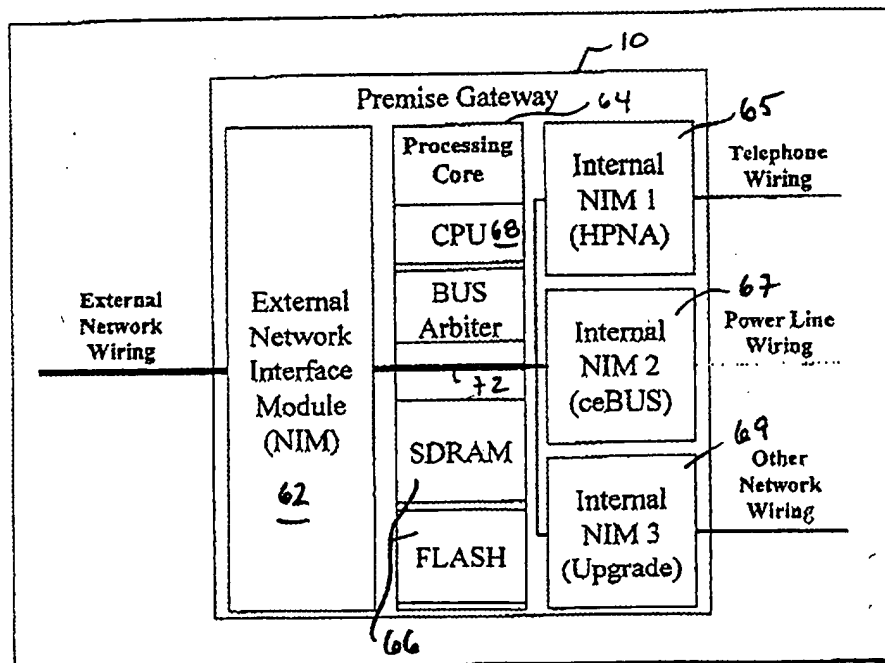 10
Premise Gateway
64
65
Processing
Core
CPU 68
BUS
Arbiter
72
SDRAM
FLASH
66
External
Network
Wiring
External
Network
Interface
Module
(NIM)
62
Internal
NIM 1
(HPNA)
Telephone
Wiring
67
Internal
NIM 2
(ceBUS)
Power Line
Wiring
69
Internal
NIM 3
(Upgrade)
Other
Network
Wiring